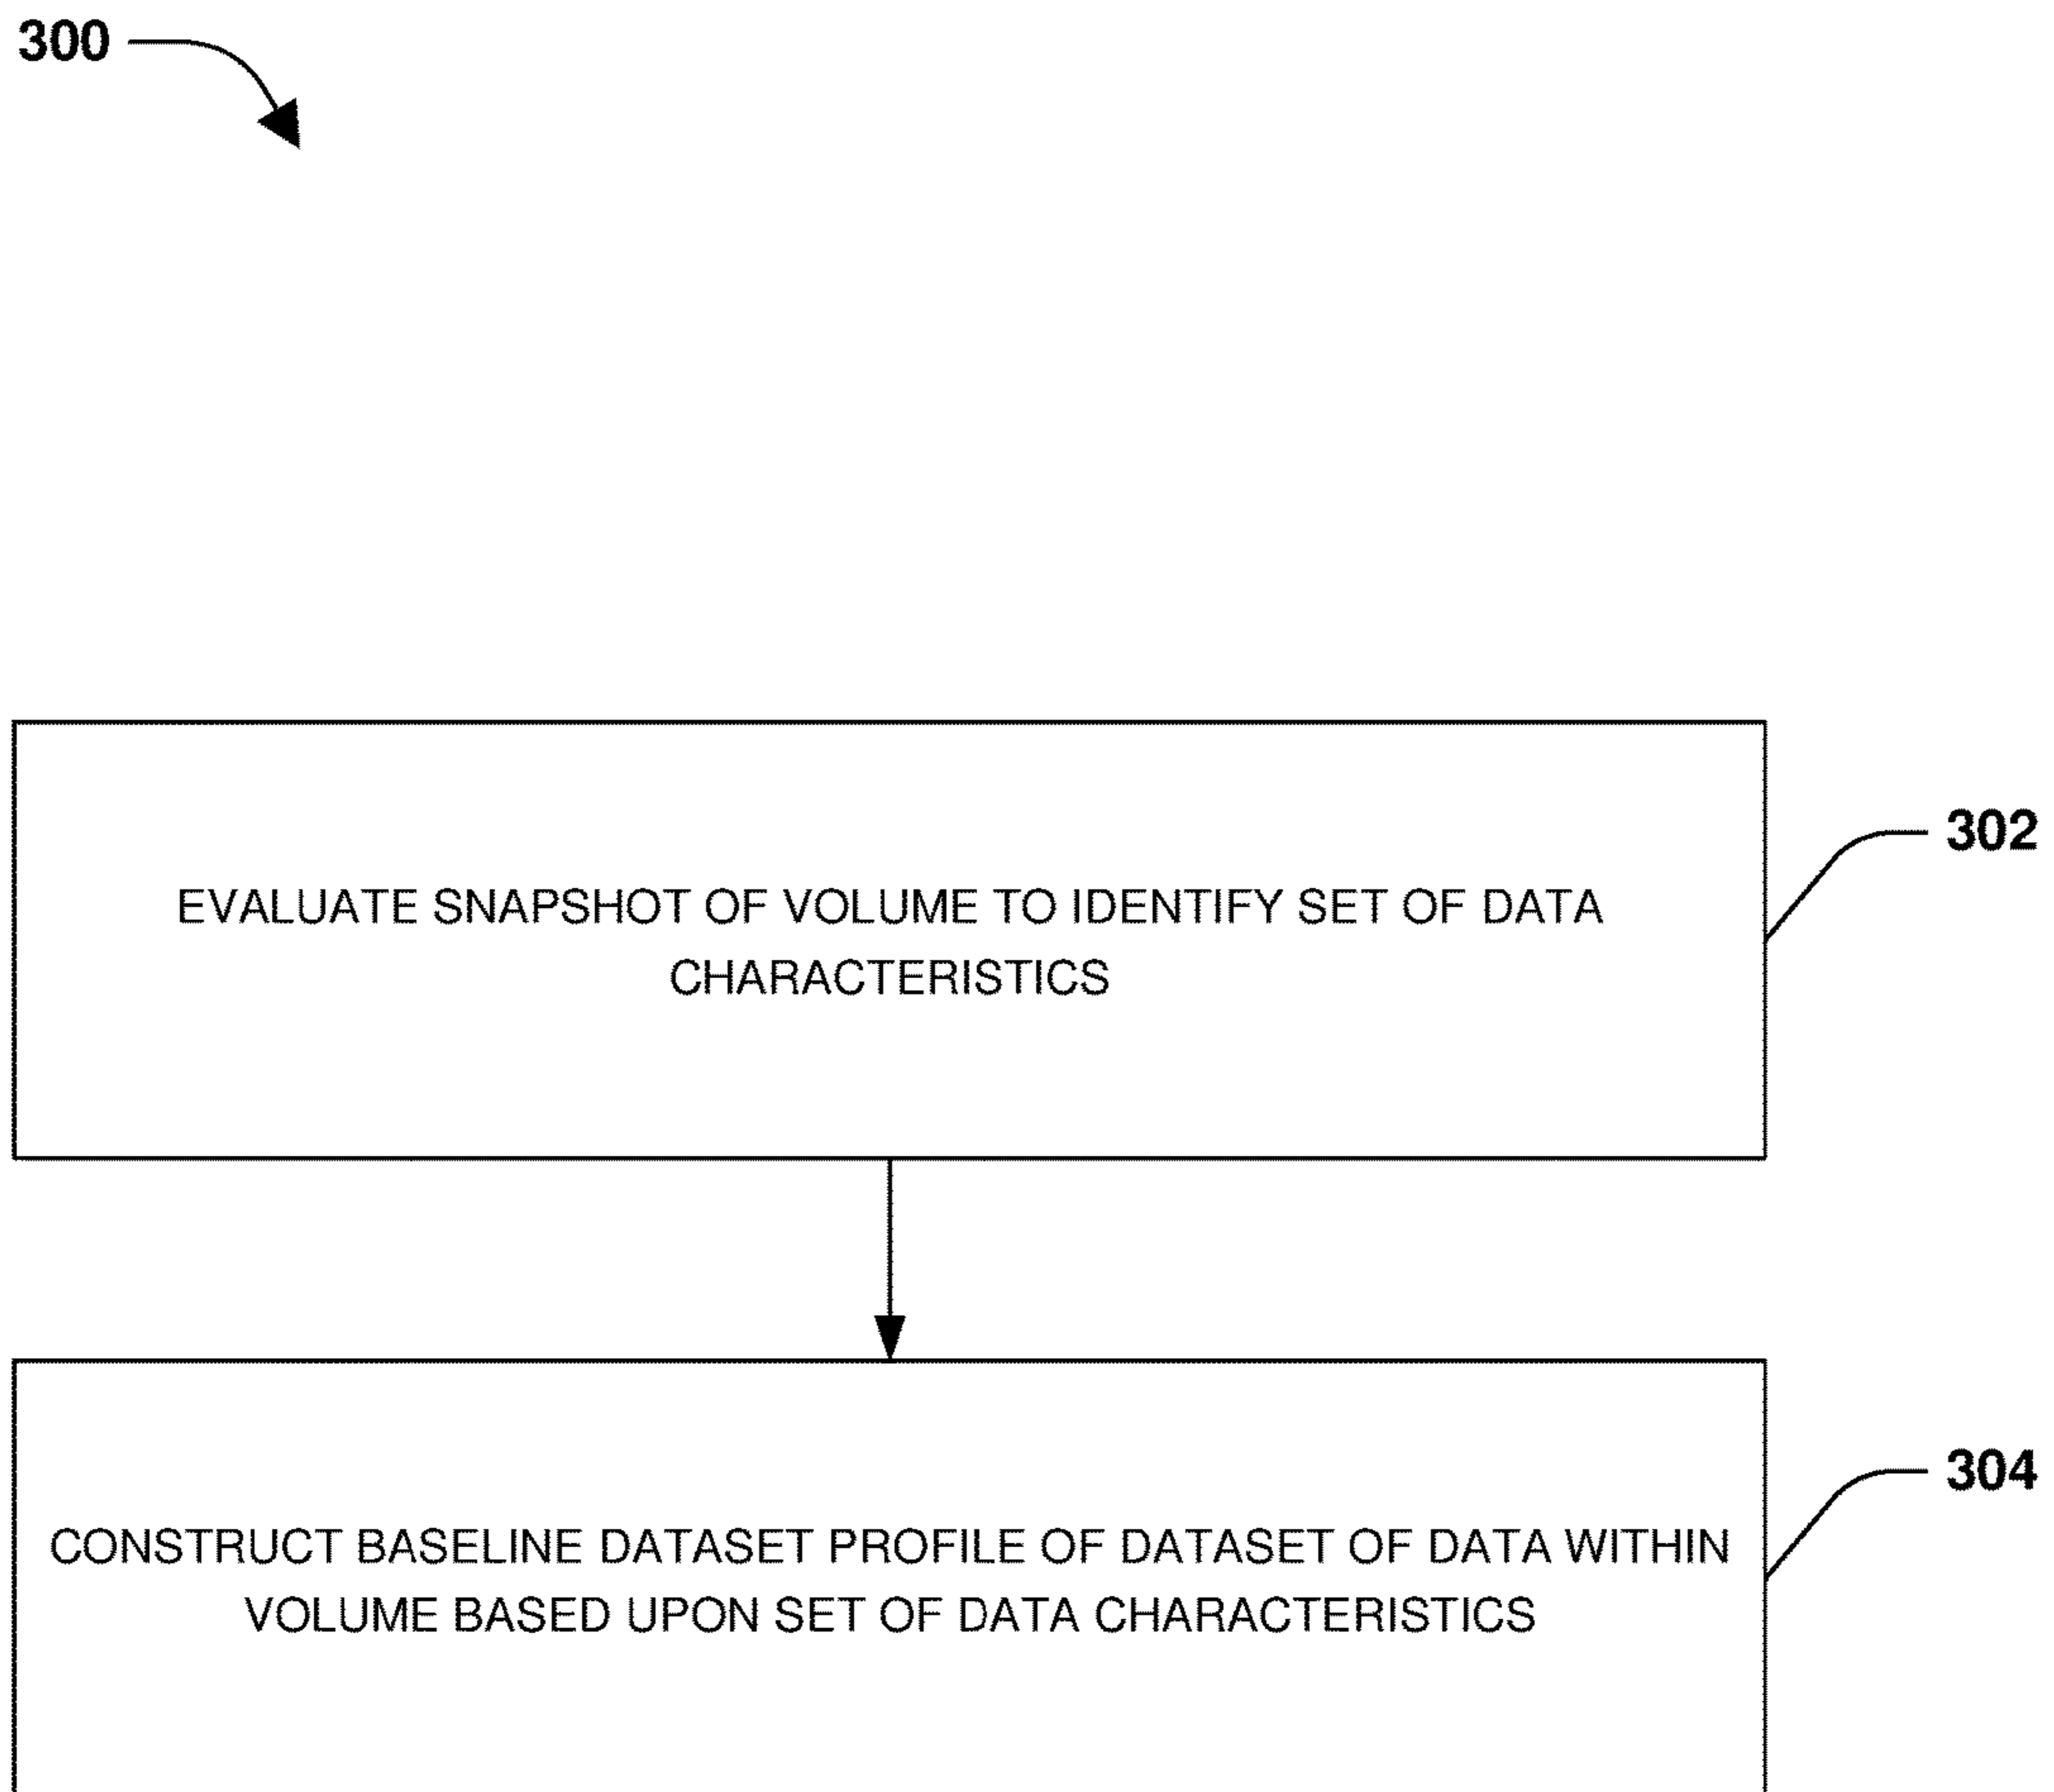 300
EVALUATE SNAPSHOT OF VOLUME TO IDENTIFY SET OF DATA
CHARACTERISTICS
302
CONSTRUCT BASELINE DATASET PROFILE OF DATASET OF DATA WITHIN
VOLUME BASED UPON SET OF DATA CHARACTERISTICS
304